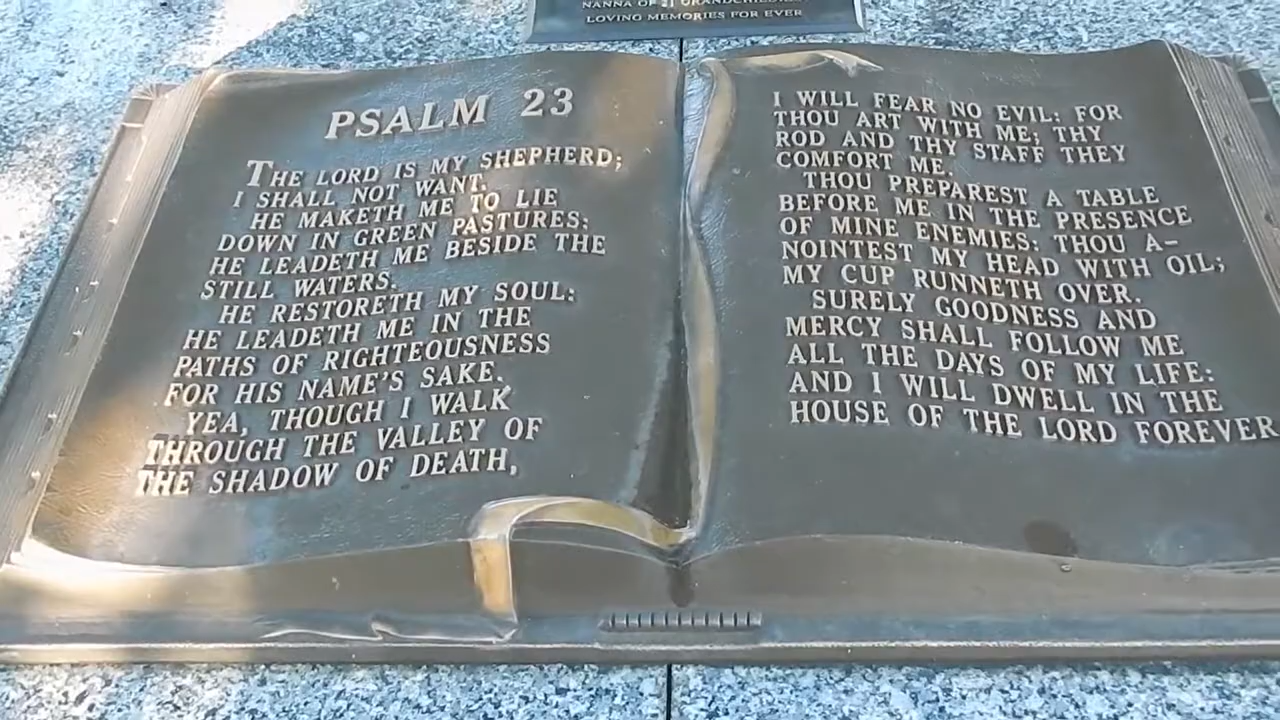 NANNA OF 21 GRANDCHILDREN
LOVING MEMORIES FOR EVER
PSALM 23
THE LORD IS MY SHEPHERD;
I SHALL NOT WANT.
HE MAKETH ME TO LIE
DOWN IN GREEN PASTURES:
HE LEADETH ME BESIDE THE
STILL WATERS.
HE RESTORETH MY SOUL:
HE LEADETH ME IN THE
PATHS OF RIGHTEOUSNESS
FOR HIS NAME'S SAKE.
YEA, THOUGH I WALK
THROUGH THE VALLEY OF
THE SHADOW OF DEATH,
I WILL FEAR NO EVIL: FOR
THOU ART WITH ME; THY
ROD AND THY STAFF THEY
COMFORT ME.
THOU PREPAREST A TABLE
BEFORE ME IN THE PRESENCE
OF MINE ENEMIES: THOU A-
NOINTEST MY HEAD WITH OIL;
MY CUP RUNNETH OVER.
SURELY GOODNESS AND
MERCY SHALL FOLLOW ME
ALL THE DAYS OF MY LIFE:
AND I WILL DWELL IN THE
HOUSE OF THE LORD FOREVER